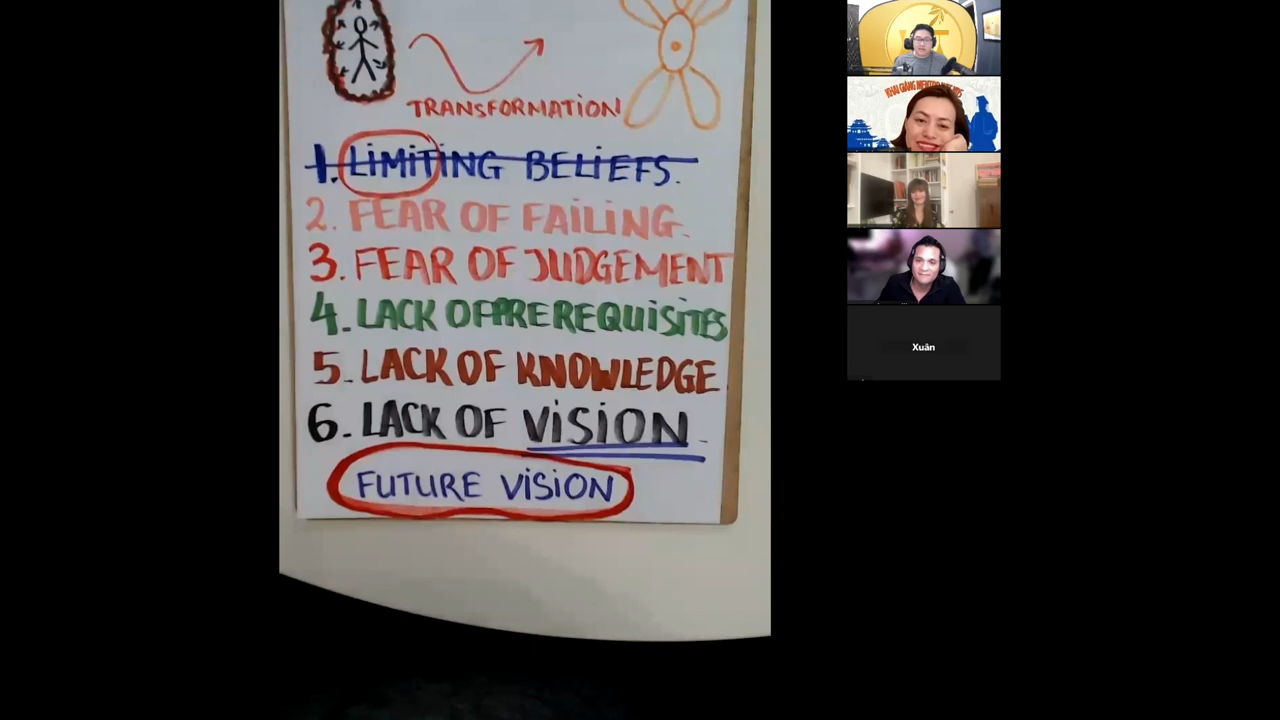 TRANSFORMATION
1. LIMITING BELIEFS.
2. FEAR OF FAILING.
3. FEAR OF JUDGEMENT
4. LACK OF PREREQUISITES
5. LACK OF KNOWLEDGE
6. LACK OF VISION.
FUTURE VISION
Xuân